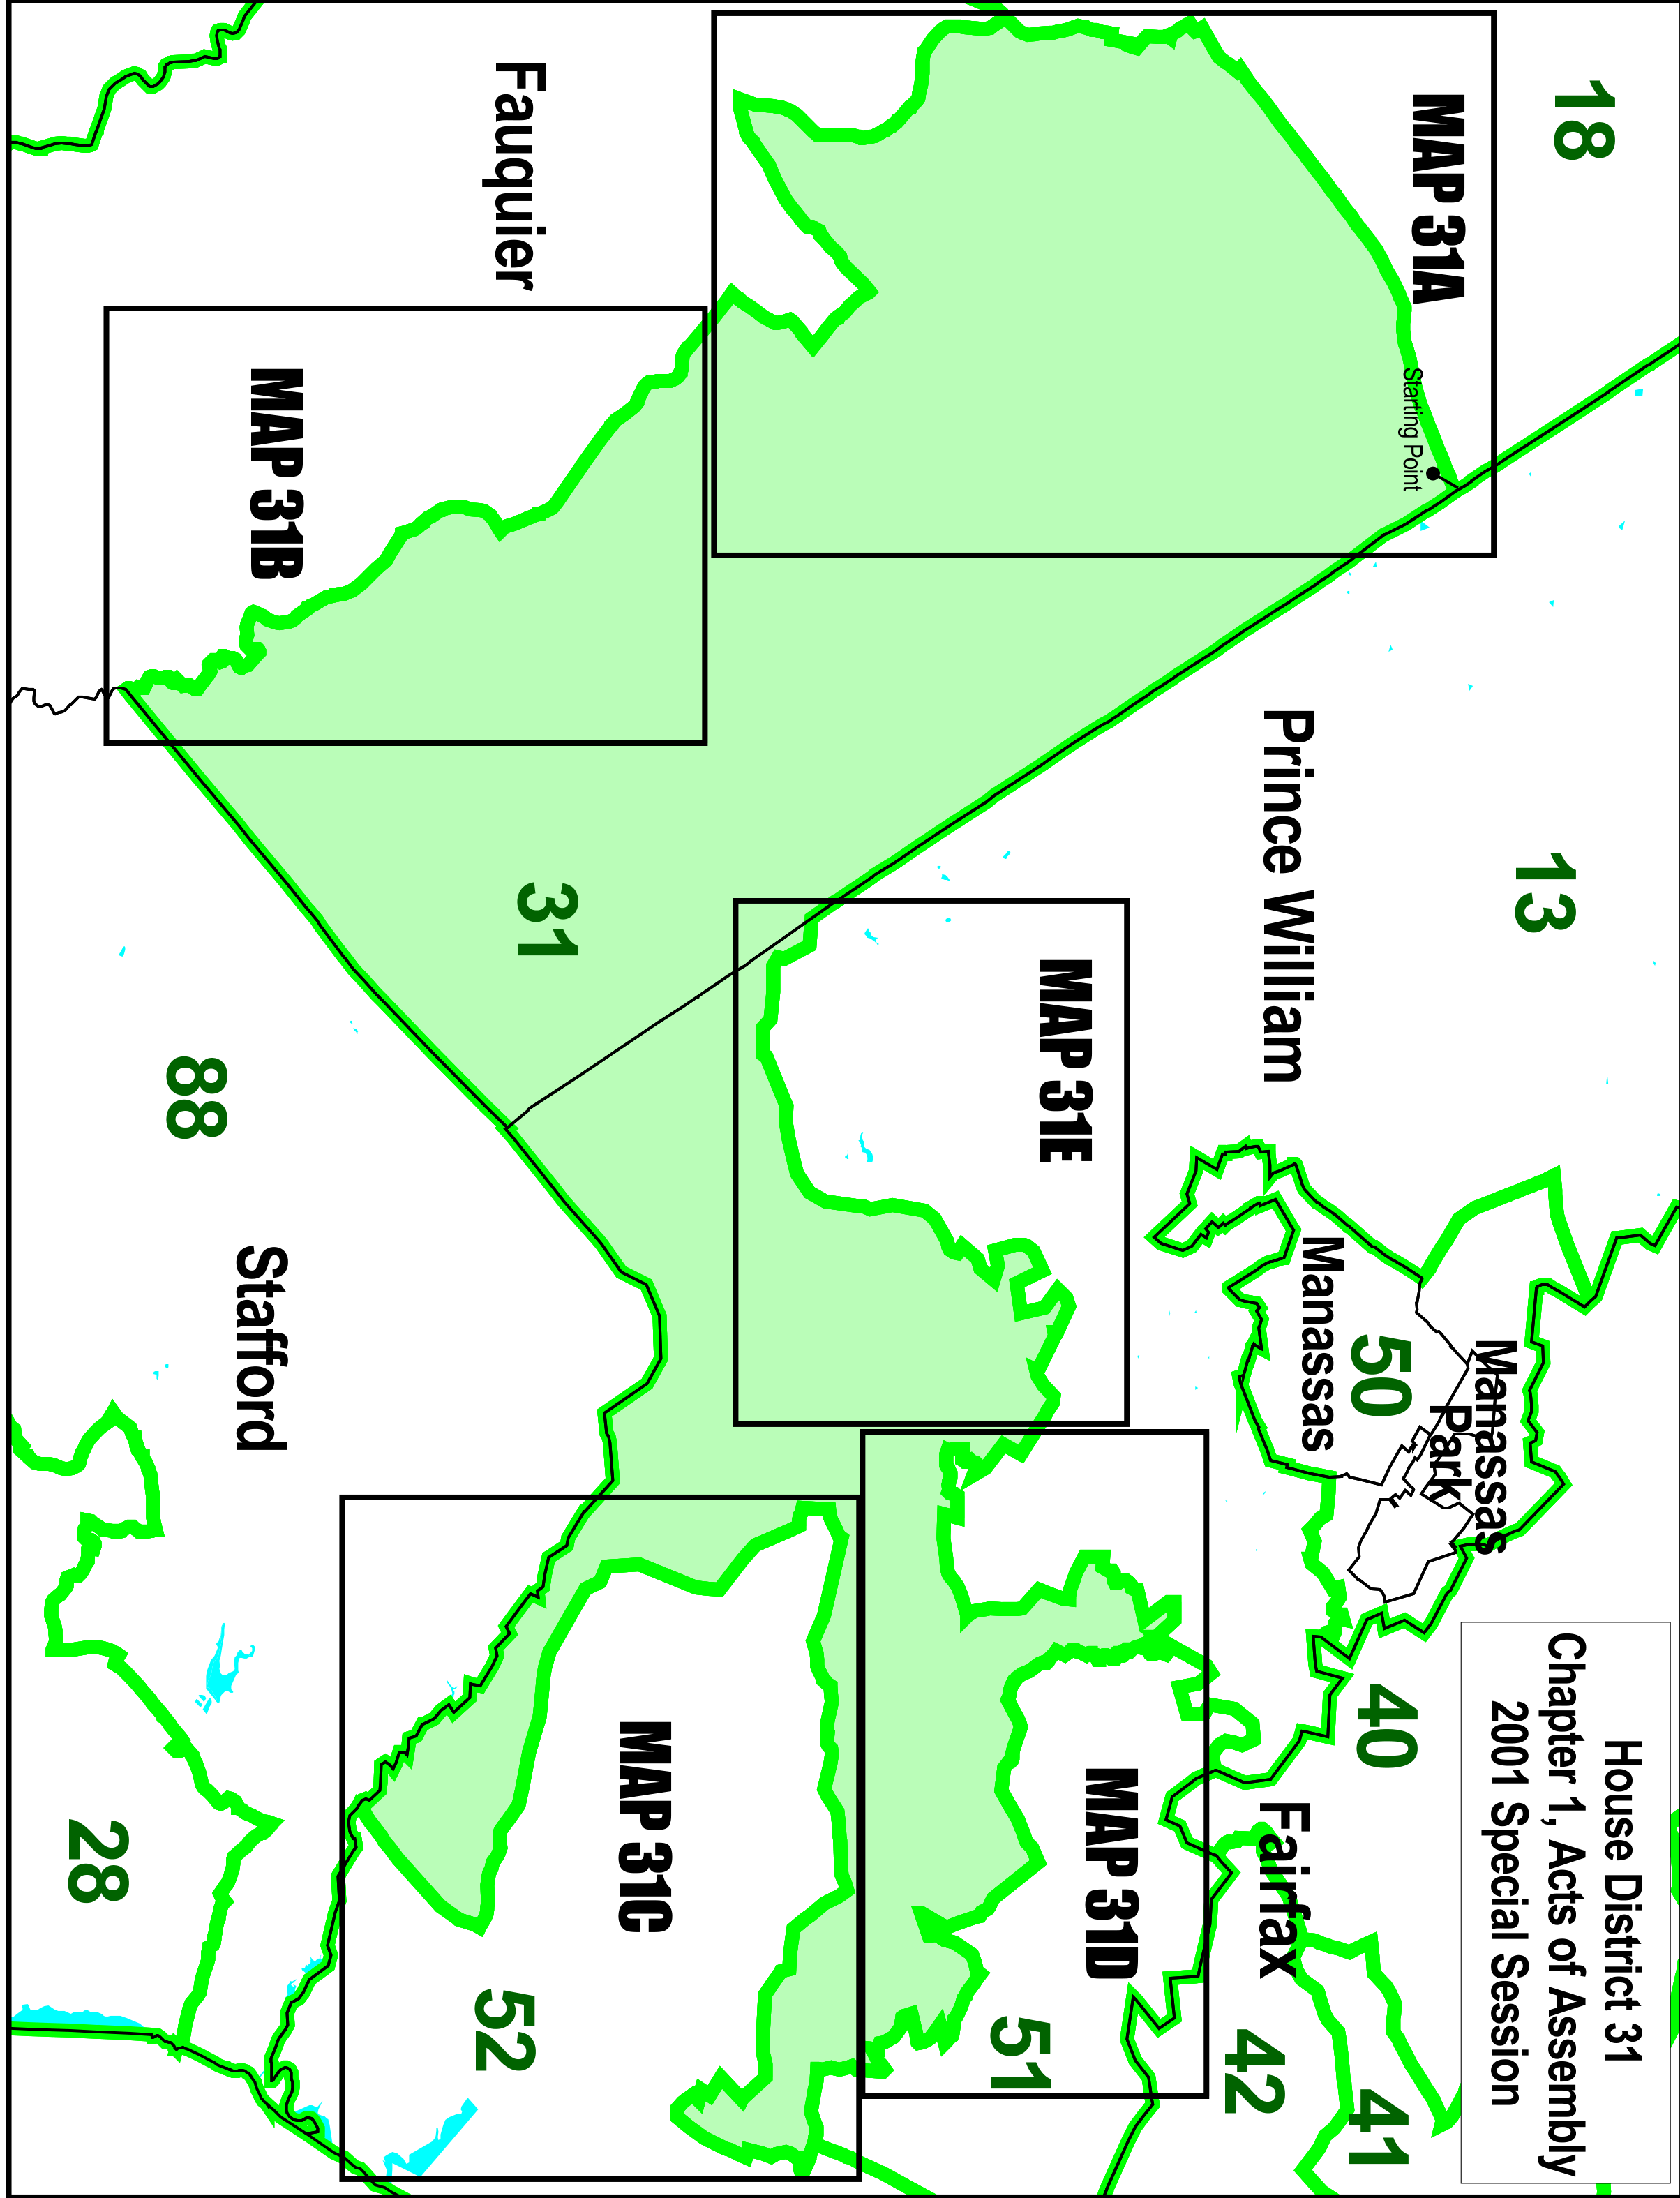 House District 31
Chapter 1, Acts of Assembly
2001 Special Session
18
MAP 31A
Starting Point
13
Prince William
Manassas
Park
Manassas
50
40
Fairfax
41
42
Fauquier
MAP 31B
31
MAP 31E
MAP 31D
51
88
Stafford
MAP 31C
52
28